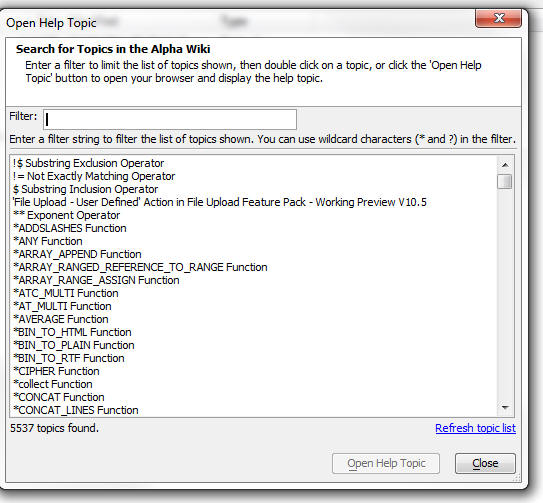 Open Help Topic
Search for Topics in the Alpha Wiki
Enter a filter to limit the list of topics shown, then double click on a topic, or click the 'Open Help
Topic' button to open your browser and display the help topic.
Filter:
Enter a filter string to filter the list of topics shown. You can use wildcard characters (* and ?) in the filter.
!$ Substring Exclusion Operator
!= Not Exactly Matching Operator
$ Substring Inclusion Operator
'File Upload - User Defined' Action in File Upload Feature Pack - Working Preview V10.5
** Exponent Operator
*ADDSLASHES Function
*ANY Function
*ARRAY_APPEND Function
*ARRAY_RANGED_REFERENCE_TO_RANGE Function
*ARRAY_RANGE_ASSIGN Function
*ATC_MULTI Function
*AT_MULTI Function
*AVERAGE Function
*BIN_TO_HTML Function
*BIN_TO_PLAIN Function
*BIN_TO_RTF Function
*CIPHER Function
*collect Function
*CONCAT Function
*CONCAT_LINES Function
5537 topics found.
Refresh topic list
Open Help Topic
Close